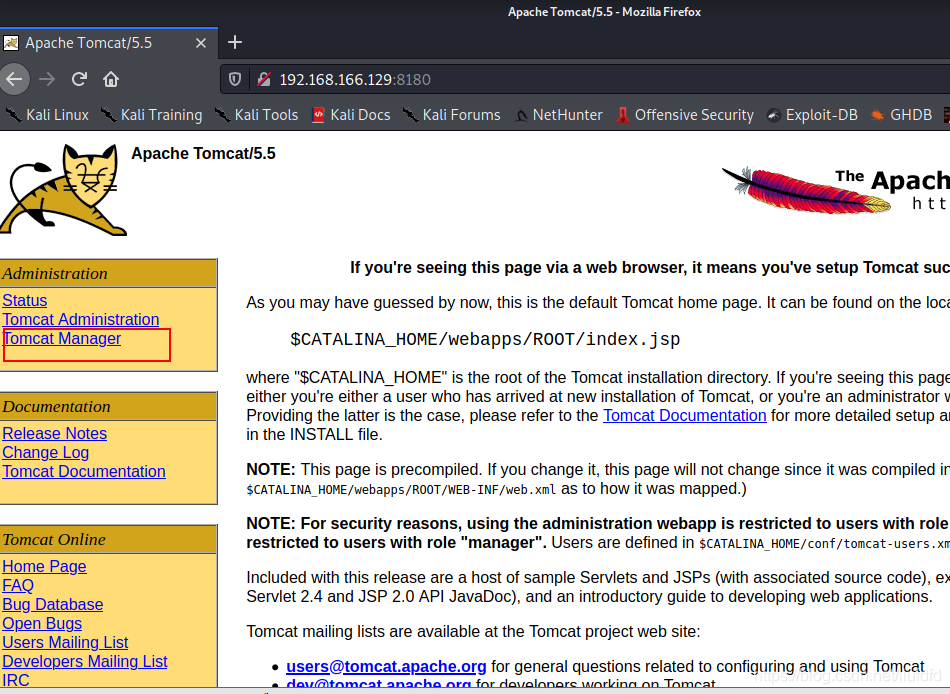 Apache Tomcat/5.5 - Mozilla Firefox
Apache Tomcat/5.5
192.168.166.129:8180
Kali Linux Kali Training Kali Tools Kali Docs Kali Forums NetHunter Offensive Security Exploit-DB GHDB
Apache Tomcat/5.5
The Apach
htt
Administration
Status
Tomcat Administration
Tomcat Manager
Documentation
Release Notes
Change Log
Tomcat Documentation
Tomcat Online
Home Page
FAQ
Bug Database
Open Bugs
Users Mailing List
Developers Mailing List
IRC
If you're seeing this page via a web browser, it means you've setup Tomcat suc
As you may have guessed by now, this is the default Tomcat home page. It can be found on the loca
$CATALINA_HOME/webapps/ROOT/index.jsp
where "$CATALINA_HOME" is the root of the Tomcat installation directory. If you're seeing this page
either you're either a user who has arrived at new installation of Tomcat, or you're an administrator w
Providing the latter is the case, please refer to the Tomcat Documentation for more detailed setup a
in the INSTALL file.
NOTE: This page is precompiled. If you change it, this page will not change since it was compiled in
$CATALINA_HOME/webapps/ROOT/WEB-INF/web.xml as to how it was mapped.)
NOTE: For security reasons, using the administration webapp is restricted to users with role
restricted to users with role "manager". Users are defined in $CATALINA_HOME/conf/tomcat-users.xm
Included with this release are a host of sample Servlets and JSPs (with associated source code), ex
Servlet 2.4 and JSP 2.0 API JavaDoc), and an introductory guide to developing web applications.
Tomcat mailing lists are available at the Tomcat project web site:
users@tomcat.apache.org for general questions related to configuring and using Tomcat
dev@tomcat.apache.org for developers working on Tomcat